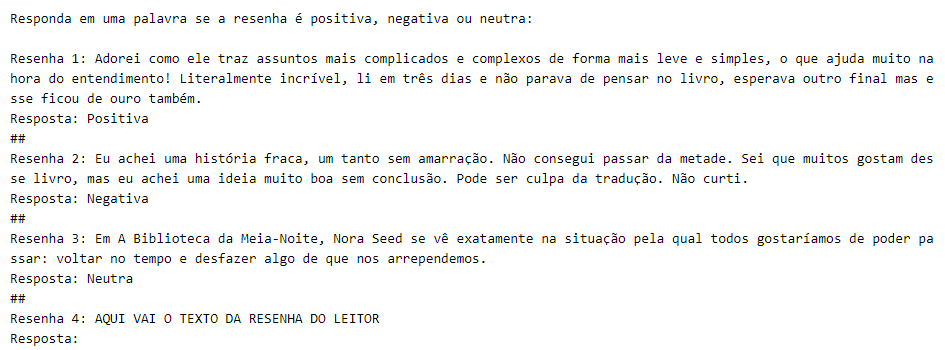 Responda em uma palavra se a resenha é positiva, negativa ou neutra:
Resenha 1: Adorei como ele traz assuntos mais complicados e complexos de forma mais leve e simples, o que ajuda muito na
hora do entendimento! Literalmente incrível, li em três dias e não parava de pensar no livro, esperava outro final mas e
sse ficou de ouro também.
Resposta: Positiva
##
Resenha 2: Eu achei uma história fraca, um tanto sem amarração. Não consegui passar da metade. Sei que muitos gostam des
se livro, mas eu achei uma ideia muito boa sem conclusão. Pode ser culpa da tradução. Não curti.
Resposta: Negativa
##
Resenha 3: Em A Biblioteca da Meia-Noite, Nora Seed se vê exatamente na situação pela qual todos gostaríamos de poder pa
ssar: voltar no tempo e desfazer algo de que nos arrependemos.
Resposta: Neutra
##
Resenha 4: AQUI VAI O TEXTO DA RESENHA DO LEITOR
Resposta: